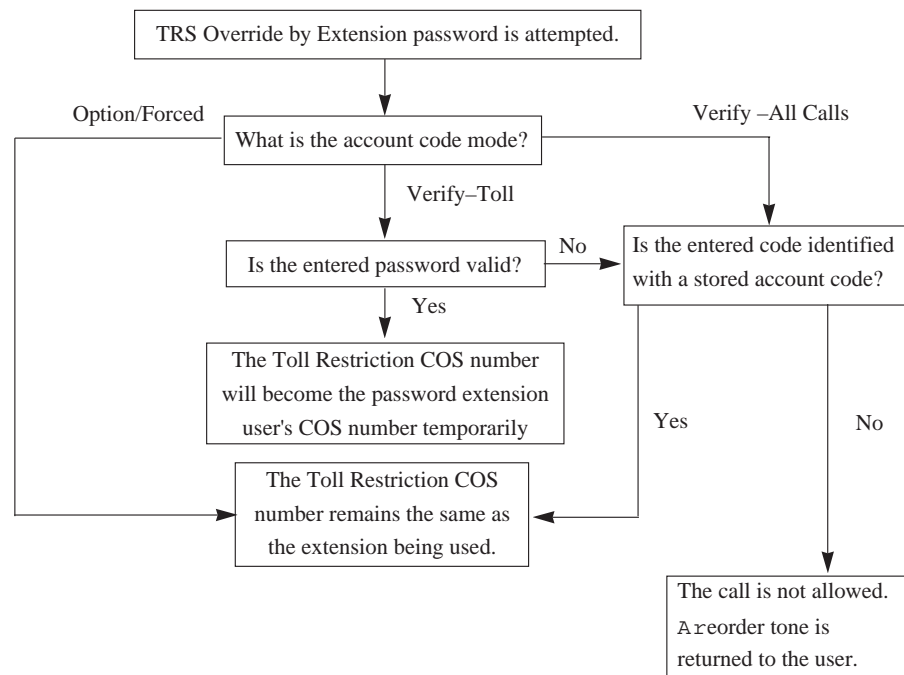 TRS Override by Extension password is attempted.
Option/Forced
Verify –All Calls
What is the account code mode?
Verify–Toll
Is the entered password valid?
No
Is the entered code identified
with a stored account code?
Yes
The Toll Restriction COS number
will become the password extension
user's COS number temporarily
Yes
No
The Toll Restriction COS
number remains the same as
the extension being used.
The call is not allowed.
A reorder tone is
returned to the user.